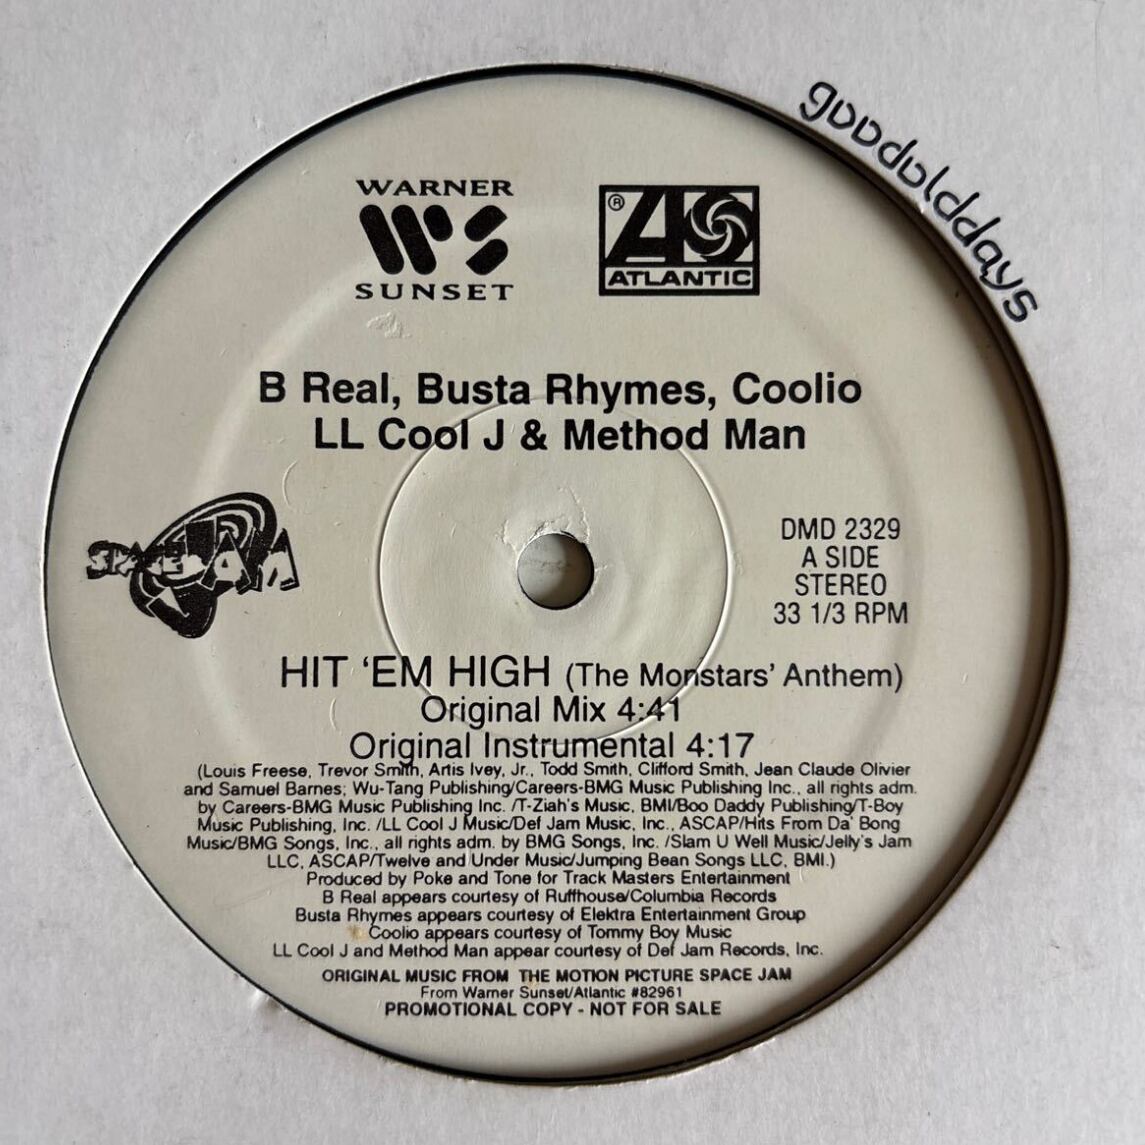 goodolddays
WARNER
WS
SUNSET
®
ATLANTIC
B Real, Busta Rhymes, Coolio
LL Cool J & Method Man
SPACE JAM
DMD 2329
A SIDE
STEREO
33 1/3 RPM
HIT ‘EM HIGH (The Monstars’ Anthem)
Original Mix 4:41
Original Instrumental 4:17
(Louis Freese, Trevor Smith, Artis Ivey, Jr., Todd Smith, Clifford Smith, Jean Claude Olivier
and Samuel Barnes; Wu-Tang Publishing/Careers-BMG Music Publishing Inc., all rights adm.
by Careers-BMG Music Publishing Inc. /T-Ziah's Music, BMI/Boo Daddy Publishing/T-Boy
Music Publishing, Inc. /LL Cool J Music/Def Jam Music, Inc., ASCAP/Hits From Da' Bong
Music/BMG Songs, Inc., all rights adm. by BMG Songs, Inc. /Slam U Well Music/Jelly's Jam
LLC, ASCAP/Twelve and Under Music/Jumping Bean Songs LLC, BMI.)
Produced by Poke and Tone for Track Masters Entertainment
B Real appears courtesy of Ruffhouse/Columbia Records
Busta Rhymes appears courtesy of Elektra Entertainment Group
Coolio appears courtesy of Tommy Boy Music
LL Cool J and Method Man appear courtesy of Def Jam Records, Inc.
ORIGINAL MUSIC FROM THE MOTION PICTURE SPACE JAM
From Warner Sunset/Atlantic #82961
PROMOTIONAL COPY - NOT FOR SALE